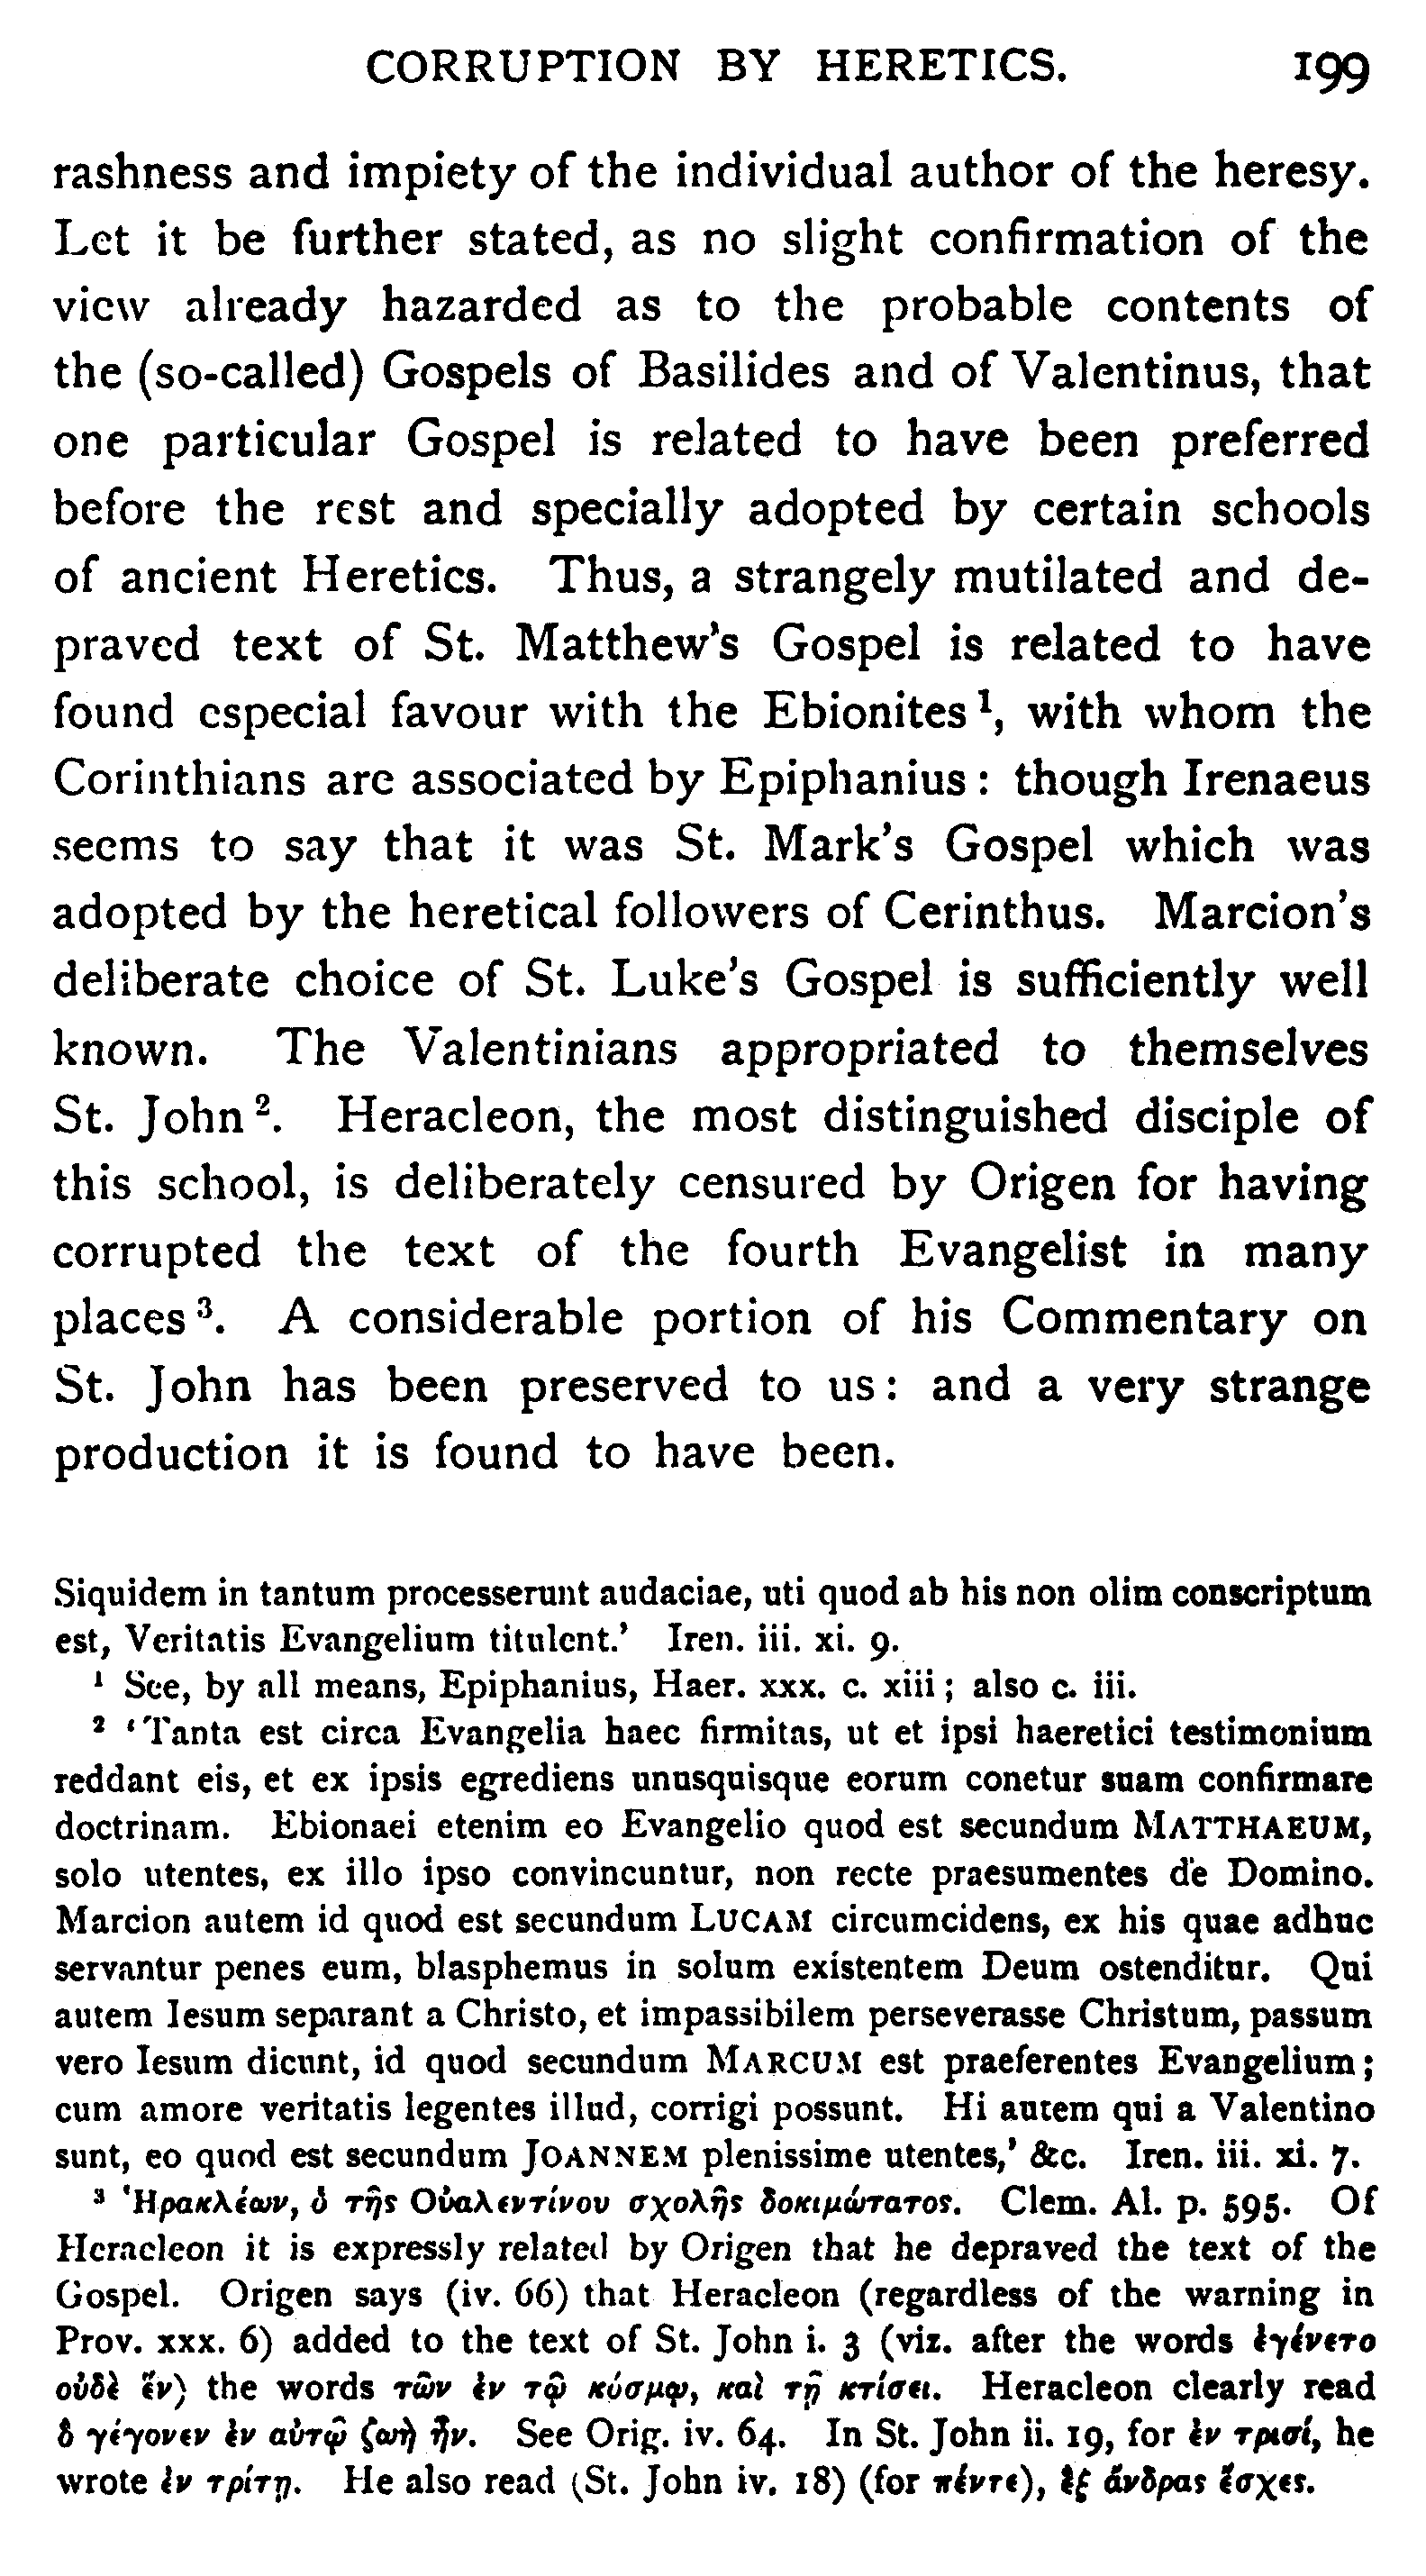 CORRUPTION BY HERETICS. 199
rashness and impiety of the individual author of the heresy.
Let it be further stated, as no slight confirmation of the
view already hazarded as to the probable contents of
the (so-called) Gospels of Basilides and of Valentinus, that
one particular Gospel is related to have been preferred
before the rest and specially adopted by certain schools
of ancient Heretics. Thus, a strangely mutilated and de-
praved text of St. Matthew's Gospel is related to have
found especial favour with the Ebionites ¹, with whom the
Corinthians are associated by Epiphanius : though Irenaeus
seems to say that it was St. Mark's Gospel which was
adopted by the heretical followers of Cerinthus. Marcion's
deliberate choice of St. Luke's Gospel is sufficiently well
known. The Valentinians appropriated to themselves
St. John ². Heracleon, the most distinguished disciple of
this school, is deliberately censured by Origen for having
corrupted the text of the fourth Evangelist in many
places ³. A considerable portion of his Commentary on
St. John has been preserved to us : and a very strange
production it is found to have been.
Siquidem in tantum processerunt audaciae, uti quod ab his non olim conscriptum
est, Veritatis Evangelium titulent.' Iren. iii. xi. 9.
¹ See, by all means, Epiphanius, Haer. xxx. c. xiii ; also c. iii.
² 'Tanta est circa Evangelia haec firmitas, ut et ipsi haeretici testimonium
reddant eis, et ex ipsis egrediens unusquisque eorum conetur suam confirmare
doctrinam. Ebionaei etenim eo Evangelio quod est secundum MATTHAEUM,
solo utentes, ex illo ipso convincuntur, non recte praesumentes de Domino.
Marcion autem id quod est secundum LUCAM circumcidens, ex his quae adhuc
servantur penes eum, blasphemus in solum existentem Deum ostenditur. Qui
autem Iesum separant a Christo, et impassibilem perseverasse Christum, passum
vero Iesum dicunt, id quod secundum MARCUM est praeferentes Evangelium ;
cum amore veritatis legentes illud, corrigi possunt. Hi autem qui a Valentino
sunt, eo quod est secundum JOANNEM plenissime utentes,' &c. Iren. iii. xi. 7.
³ Ἡρακλέων, ὁ τῆς Οὐαλεντίνου σχολῆς δοκιμώτατος. Clem. Al. p. 595. Of
Heracleon it is expressly related by Origen that he depraved the text of the
Gospel. Origen says (iv. 66) that Heracleon (regardless of the warning in
Prov. xxx. 6) added to the text of St. John i. 3 (viz. after the words ἐγένετο
οὐδὲ ἕν) the words τῶν ἐν τῷ κόσμῳ, καὶ τῇ κτίσει. Heracleon clearly read
ὃ γέγονεν ἐν αὐτῷ ζωὴ ἦν. See Orig. iv. 64. In St. John ii. 19, for ἐν τρισί, he
wrote ἐν τρίτῃ. He also read (St. John iv. 18) (for πέντε), ἓξ ἄνδρας ἔσχες.